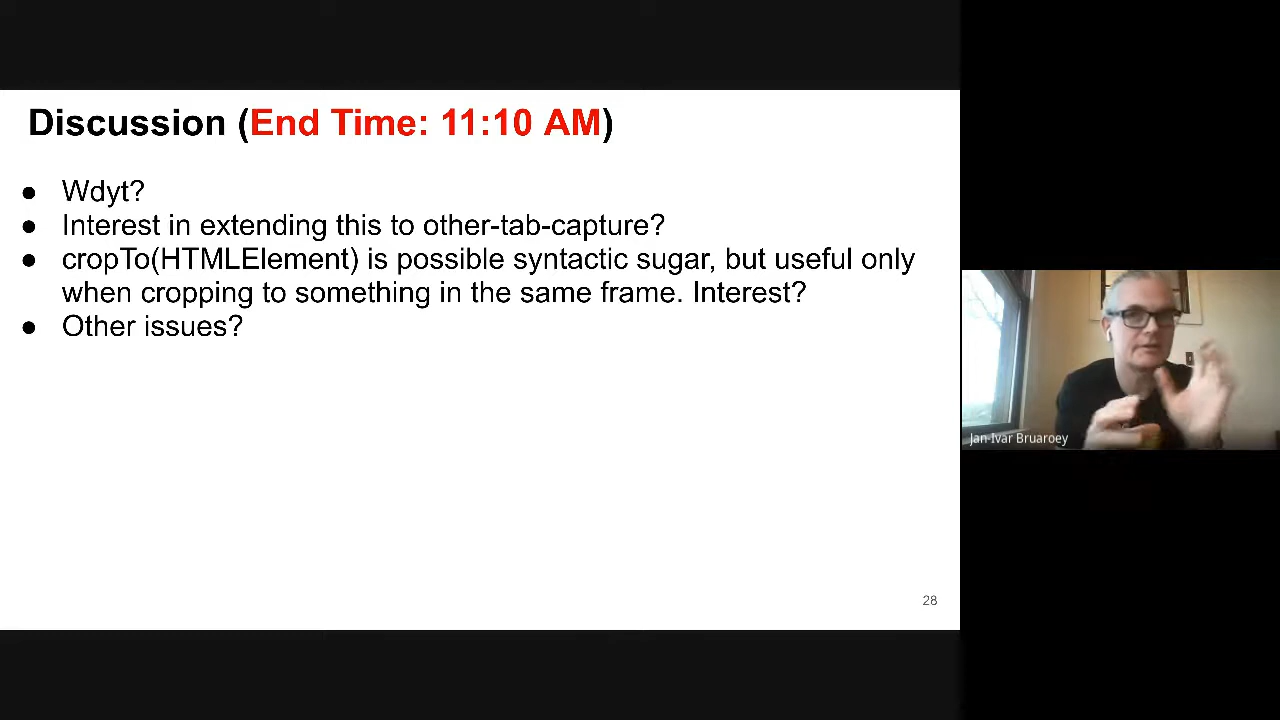 Discussion (End Time: 11:10 AM)
● Wdyt?
● Interest in extending this to other-tab-capture?
● cropTo(HTMLElement) is possible syntactic sugar, but useful only
when cropping to something in the same frame. Interest?
● Other issues?
28
Jan-Ivar Bruaroey